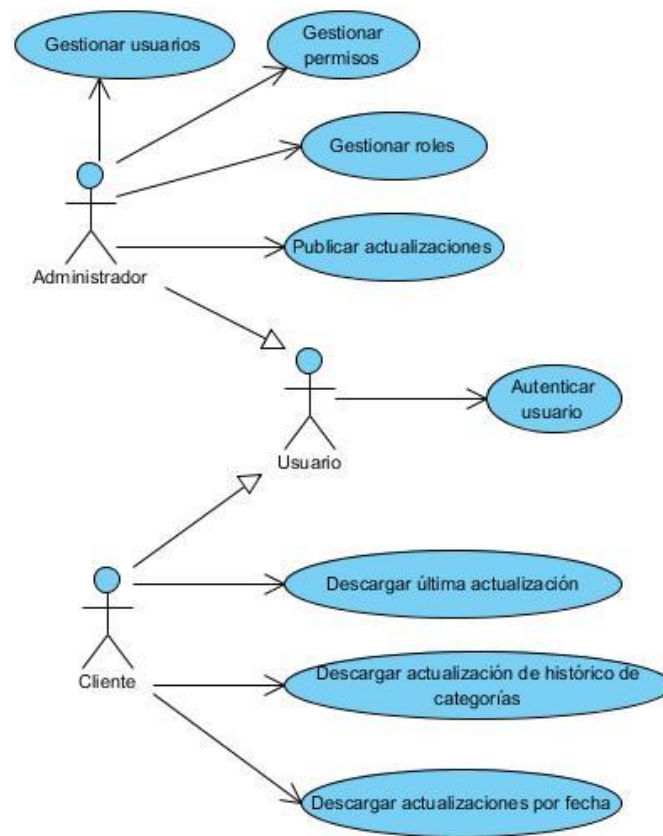 Gestionar usuarios
Gestionar
permisos
Gestionar roles
Publicar actualizaciones
Administrador
Autenticar
usuario
Usuario
Descargar última actualización
Descargar actualización de histórico de
categorías
Cliente
Descargar actualizaciones por fecha